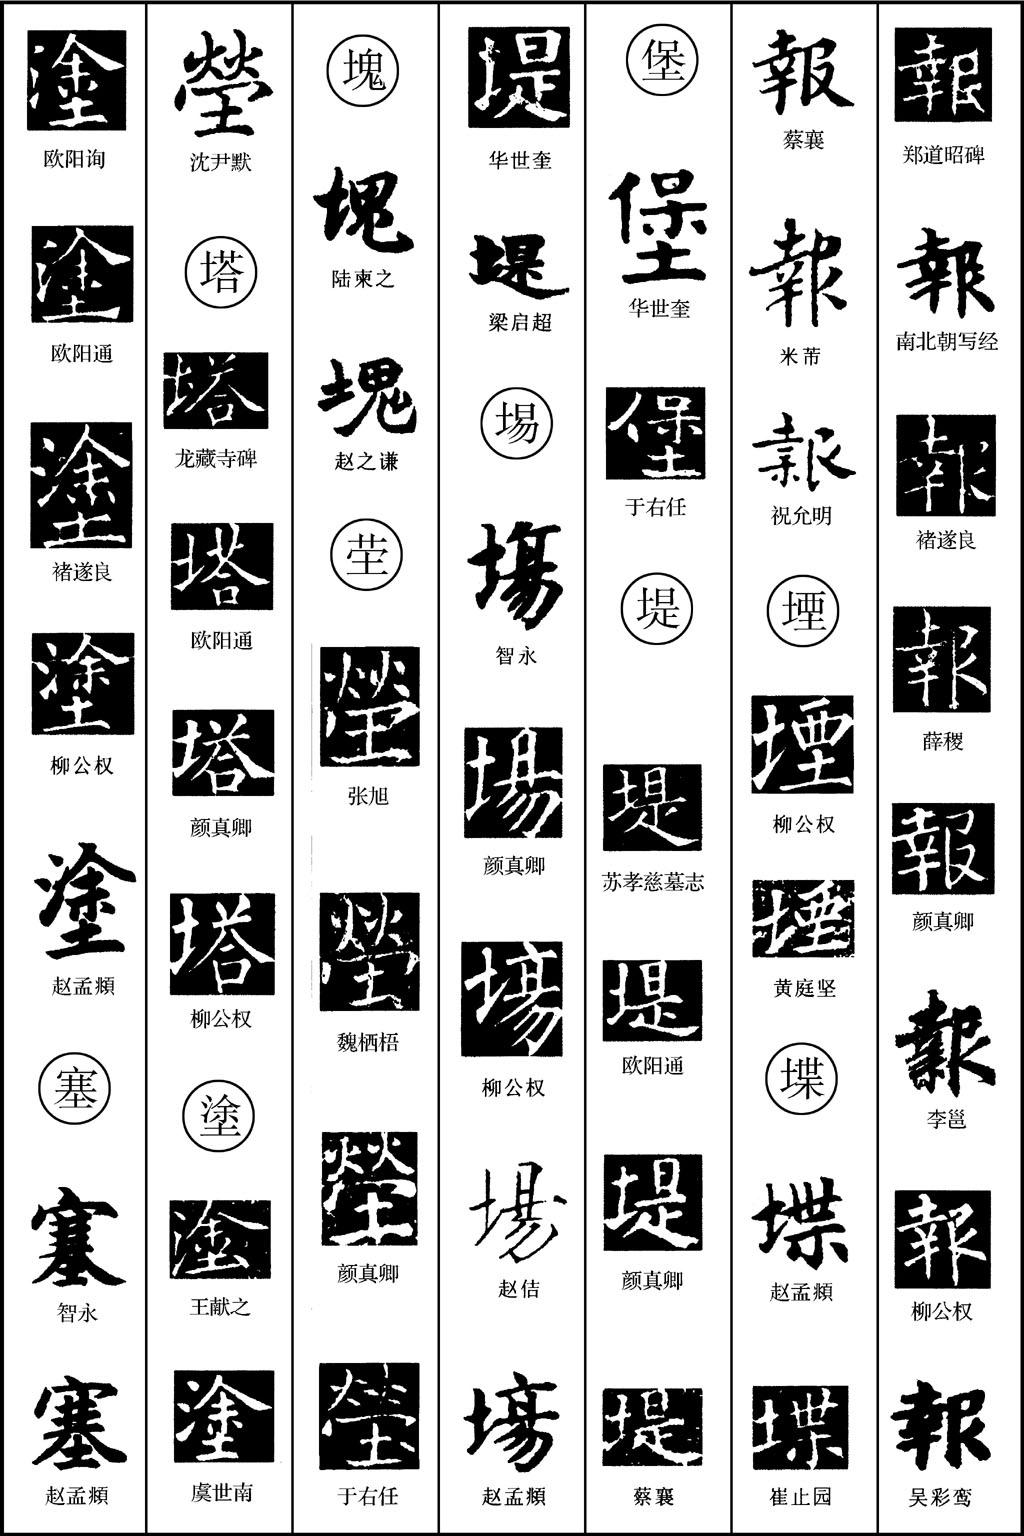 報
郑道昭碑
報
南北朝写经
報
褚遂良
報
薛稷
報
颜真卿
報
李邕
報
柳公权
報
吴彩鸾
報
蔡襄
報
米芾
報
祝允明
堙
堙
柳公权
堙
黄庭坚
堞
堞
赵孟頫
堞
崔止园
堡
堡
华世奎
堡
于右任
堤
堤
苏孝慈墓志
堤
欧阳通
堤
颜真卿
堤
蔡襄
堤
华世奎
堤
梁启超
場
場
智永
場
颜真卿
場
柳公权
場
赵佶
場
赵孟頫
塊
塊
陆柬之
塊
赵之谦
茔
塋
张旭
塋
魏栖梧
塋
颜真卿
塋
于右任
塋
沈尹默
塔
塔
龙藏寺碑
塔
欧阳通
塔
颜真卿
塔
柳公权
塗
塗
王献之
塗
虞世南
塗
欧阳询
塗
欧阳通
塗
褚遂良
塗
柳公权
塗
赵孟頫
塞
塞
智永
塞
赵孟頫